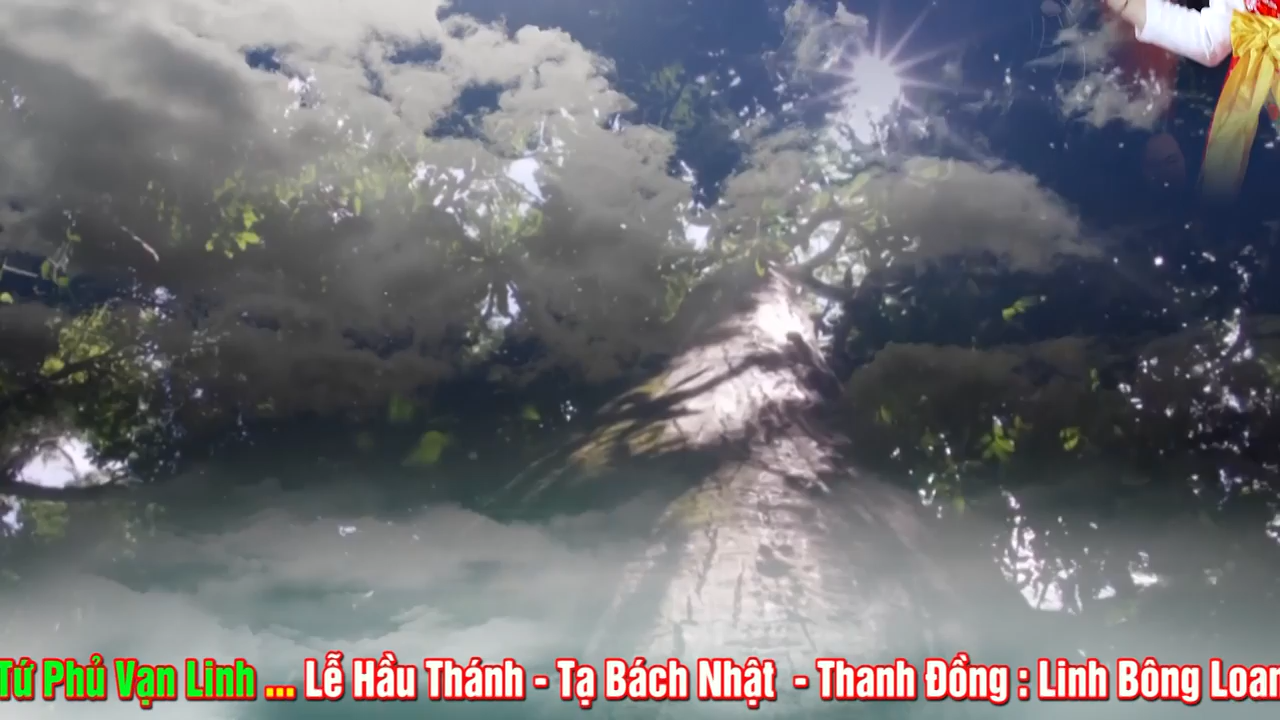 Tứ Phủ Vạn Linh ... Lễ Hầu Thánh - Tạ Bách Nhật - Thanh Đồng : Linh Bông Loan